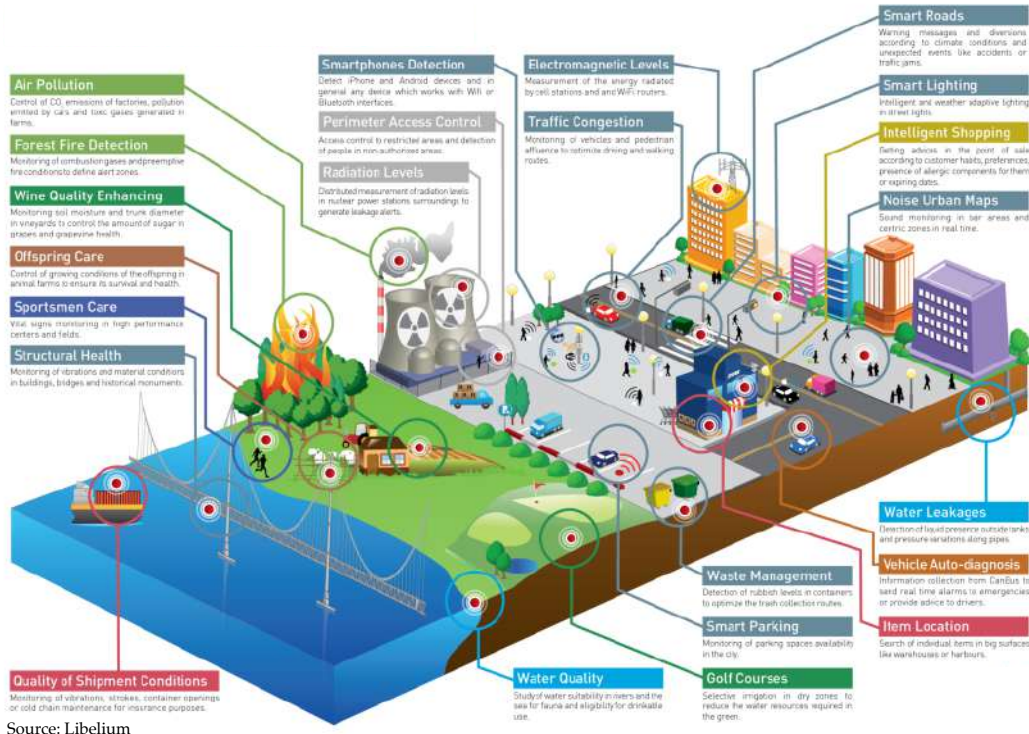 Air Pollution
Control of CO₂ emissions of factories, pollution
emitted by cars and toxic gases generated in
farms.
Forest Fire Detection
Monitoring of combustion gases and preemptive
fire conditions to define alert zones.
Wine Quality Enhancing
Monitoring soil moisture and trunk diameter
in vineyards to control the amount of sugar in
grapes and grapevine health.
Offspring Care
Control of growing conditions of the offspring in
animal farms to ensure its survival and health.
Sportsmen Care
Vital signs monitoring in high performance
centers and fields.
Structural Health
Monitoring of vibrations and material conditions
in buildings, bridges and historical monuments.
Quality of Shipment Conditions
Monitoring of vibrations, strokes, container openings
or cold chain maintenance for insurance purposes.
Smartphones Detection
Detect iPhone and Android devices and in
general any device which works with Wifi or
Bluetooth interfaces.
Perimeter Access Control
Access control to restricted areas and detection
of people in non-authorized areas.
Radiation Levels
Distributed measurement of radiation levels
in nuclear power stations surroundings to
generate leakage alerts.
Electromagnetic Levels
Measurement of the energy radiated
by cell stations and and WiFi routers.
Traffic Congestion
Monitoring of vehicles and pedestrian
affluence to optimize driving and walking
routes.
Smart Roads
Warning messages and diversions
according to climate conditions and
unexpected events like accidents or
traffic jams.
Smart Lighting
Intelligent and weather adaptive lighting
in street lights.
Intelligent Shopping
Getting advices in the point of sale
according to customer habits, preferences,
presence of allergic components for them
or expiring dates.
Noise Urban Maps
Sound monitoring in bar areas and
centric zones in real time.
Water Leakages
Detection of liquid presence outside tanks
and pressure variations along pipes.
Vehicle Auto-diagnosis
Information collection from CanBus to
send real time alarms to emergencies
or provide advice to drivers.
Item Location
Search of individual items in big surfaces
like warehouses or harbours.
Waste Management
Detection of rubbish levels in containers
to optimize the trash collection routes.
Smart Parking
Monitoring of parking spaces availability
in the city.
Golf Courses
Selective irrigation in dry zones to
reduce the water resources required in
the green.
Water Quality
Study of water suitability in rivers and the
sea for fauna and eligibility for drinkable
use.
Source: Libelium